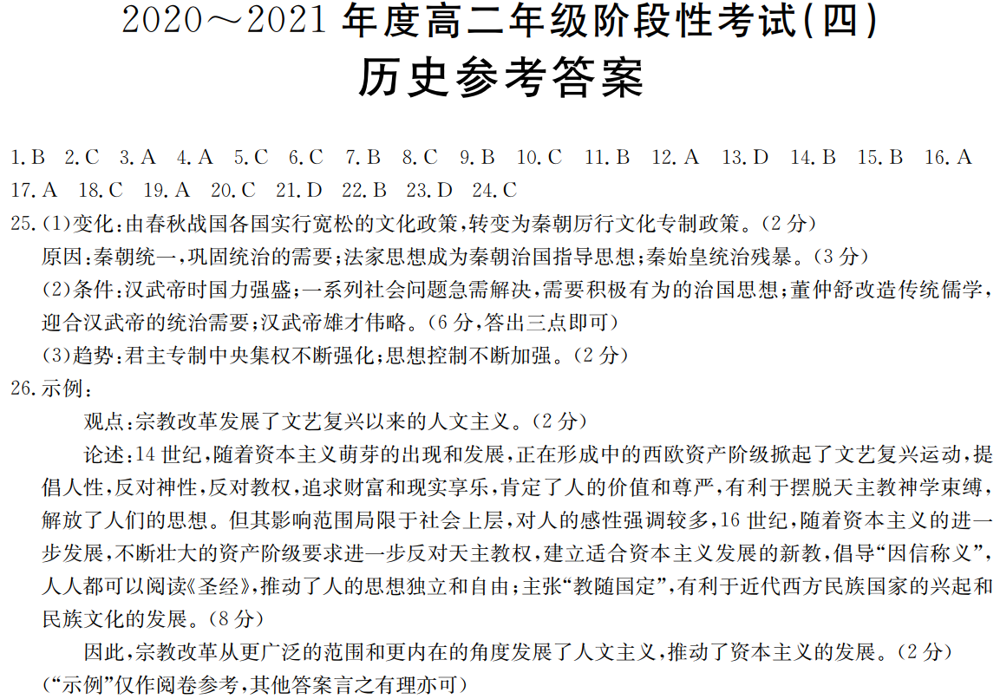 2020～2021年度高二年级阶段性考试(四)
历史参考答案
1. B 2. C 3. A 4. A 5. C 6. C 7. B 8. C 9. B 10. C 11. B 12. A 13. D 14. B 15. B 16. A
17. A 18. C 19. A 20. C 21. D 22. B 23. D 24. C
25. (1)变化:由春秋战国各国实行宽松的文化政策,转变为秦朝厉行文化专制政策。(2分)
原因:秦朝统一,巩固统治的需要;法家思想成为秦朝治国指导思想;秦始皇统治残暴。(3分)
(2)条件:汉武帝时国力强盛;一系列社会问题急需解决,需要积极有为的治国思想;董仲舒改造传统儒学,
迎合汉武帝的统治需要;汉武帝雄才伟略。(6分,答出三点即可)
(3)趋势:君主专制中央集权不断强化;思想控制不断加强。(2分)
26. 示例:
观点:宗教改革发展了文艺复兴以来的人文主义。(2分)
论述:14世纪,随着资本主义萌芽的出现和发展,正在形成中的西欧资产阶级掀起了文艺复兴运动,提
倡人性,反对神性,反对教权,追求财富和现实享乐,肯定了人的价值和尊严,有利于摆脱天主教神学束缚,
解放了人们的思想。但其影响范围局限于社会上层,对人的感性强调较多,16世纪,随着资本主义的进一
步发展,不断壮大的资产阶级要求进一步反对天主教权,建立适合资本主义发展的新教,倡导“因信称义”,
人人都可以阅读《圣经》,推动了人的思想独立和自由;主张“教随国定”,有利于近代西方民族国家的兴起和
民族文化的发展。(8分)
因此,宗教改革从更广泛的范围和更内在的角度发展了人文主义,推动了资本主义的发展。(2分)
(“示例”仅作阅卷参考,其他答案言之有理亦可)